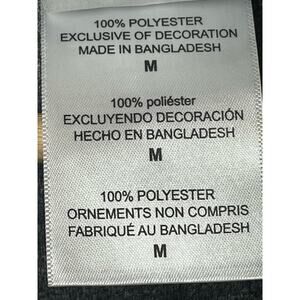 100% POLYESTER
EXCLUSIVE OF DECORATION
MADE IN BANGLADESH
M
100% poliéster
EXCLUYENDO DECORACIÓN
HECHO EN BANGLADESH
M
100% POLYESTER
ORNEMENTS NON COMPRIS
FABRIQUÉ AU BANGLADESH
M